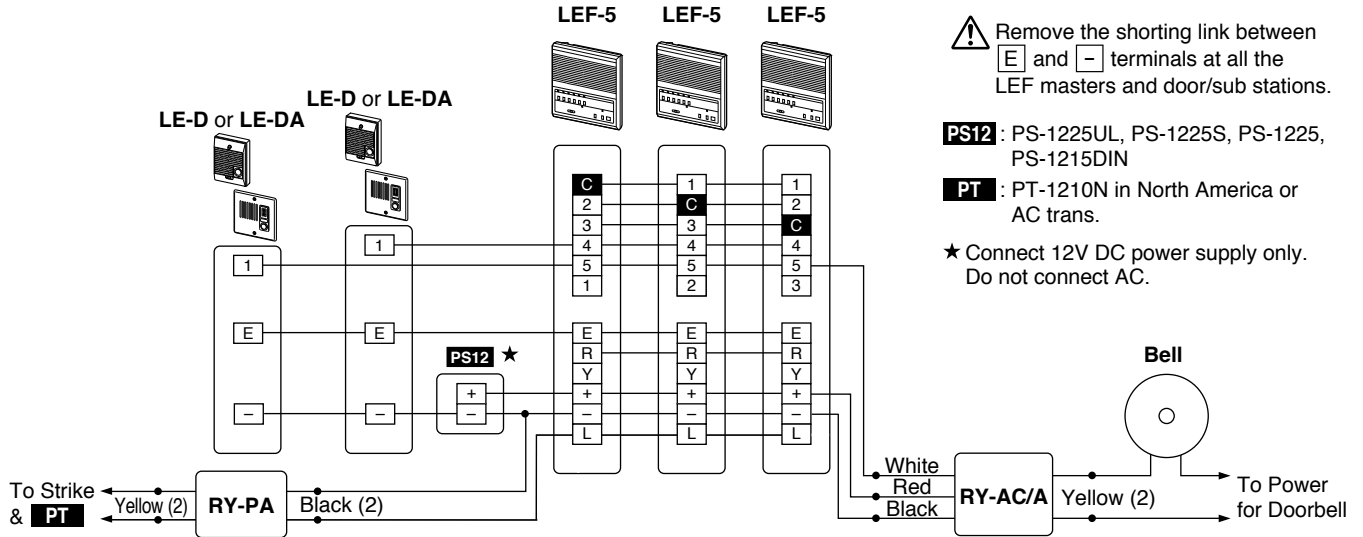 LEF-5 LEF-5 LEF-5
Remove the shorting link between
E and – terminals at all the
LEF masters and door/sub stations.
LE-D or LE-DA
LE-D or LE-DA
PS12 : PS-1225UL, PS-1225S, PS-1225,
PS-1215DIN
PT : PT-1210N in North America or
AC trans.
★ Connect 12V DC power supply only.
Do not connect AC.
C 1 1
2 C 2
3 3 C
1 4 4 4
1 5 5 5
1 2 3
E E E E E
R R R
PS12 ★ Y Y Y
+ + + +
– – – – – –
L L L
Bell
White
Red
Black
RY-AC/A
Yellow (2)
To Power
for Doorbell
To Strike
& PT
Yellow (2)
RY-PA
Black (2)